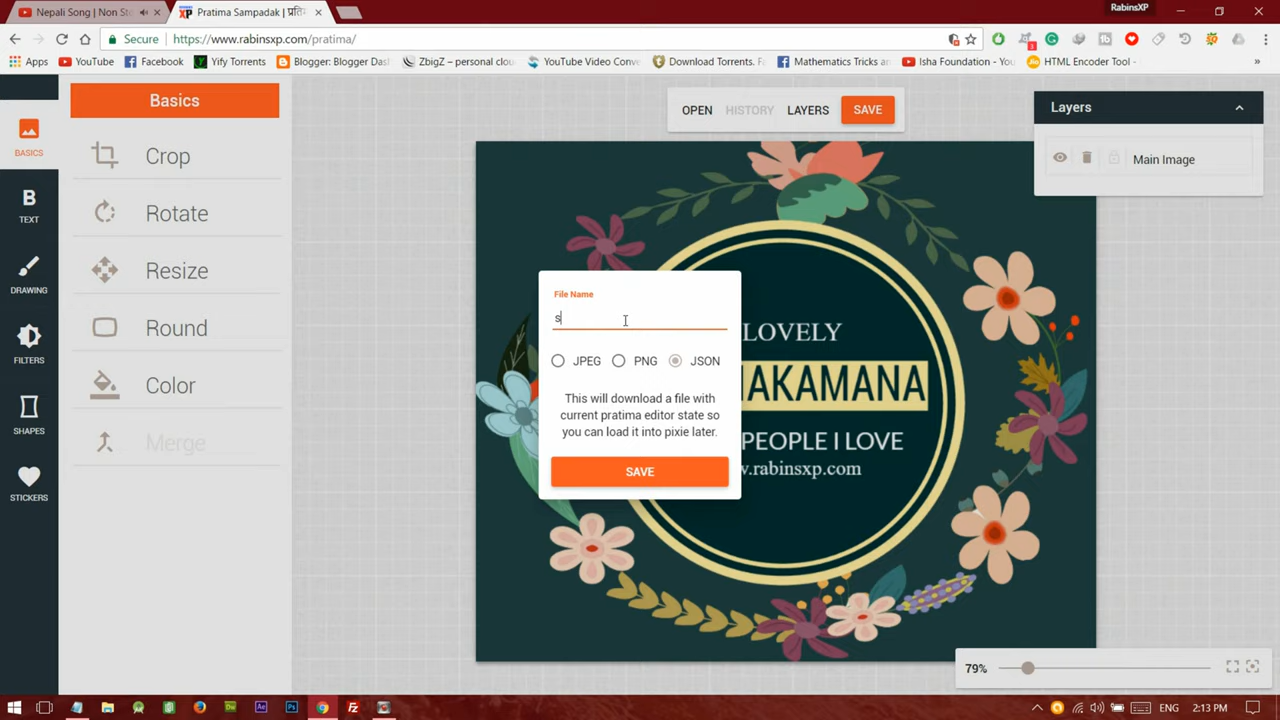 Nepali Song | Non Sto
Pratima Sampadak | प्रति
RabinsXP
Secure
https://www.rabinsxp.com/pratima/
Apps
YouTube
Facebook
Yify Torrents
Blogger: Blogger Das
ZbigZ – personal clou
YouTube Video Conve
Download Torrents. Fa
Mathematics Tricks an
Isha Foundation - You
HTML Encoder Tool -
»
Basics
OPEN
HISTORY
LAYERS
SAVE
Layers
Main Image
BASICS
TEXT
DRAWING
FILTERS
SHAPES
STICKERS
Crop
Rotate
Resize
Round
Color
Merge
File Name
s
JPEG
PNG
JSON
This will download a file with
current pratima editor state so
you can load it into pixie later.
SAVE
LOVELY
AKAMANA
PEOPLE I LOVE
w.rabinsxp.com
79%
ENG
2:13 PM